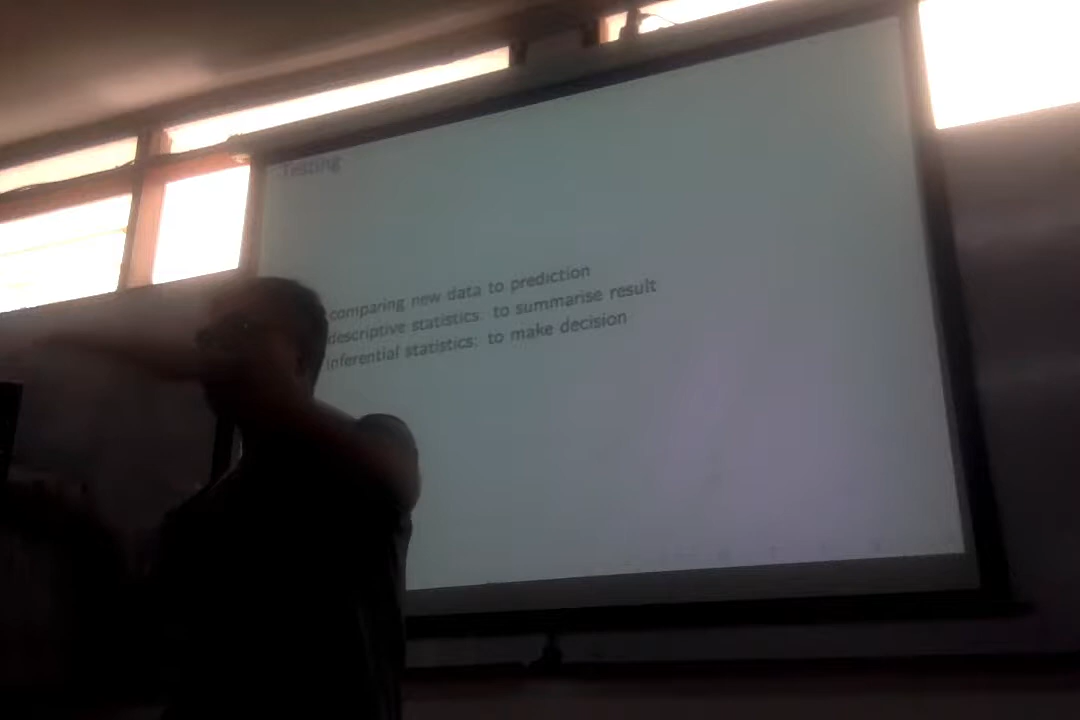 Testing
comparing new data to prediction
descriptive statistics: to summarise result
inferential statistics: to make decision